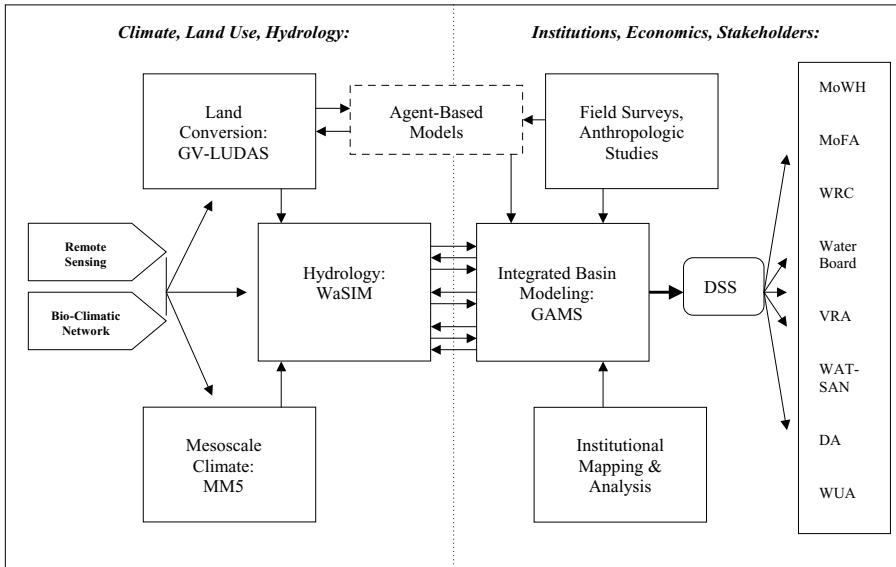 Climate, Land Use, Hydrology:
Institutions, Economics, Stakeholders:
Land
Conversion:
GV-LUDAS
Agent-Based
Models
Field Surveys,
Anthropologic
Studies
Remote
Sensing
Bio-Climatic
Network
Hydrology:
WaSIM
Integrated Basin
Modeling:
GAMS
DSS
Mesoscale
Climate:
MM5
Institutional
Mapping &
Analysis
MoWH
MoFA
WRC
Water
Board
VRA
WAT-
SAN
DA
WUA